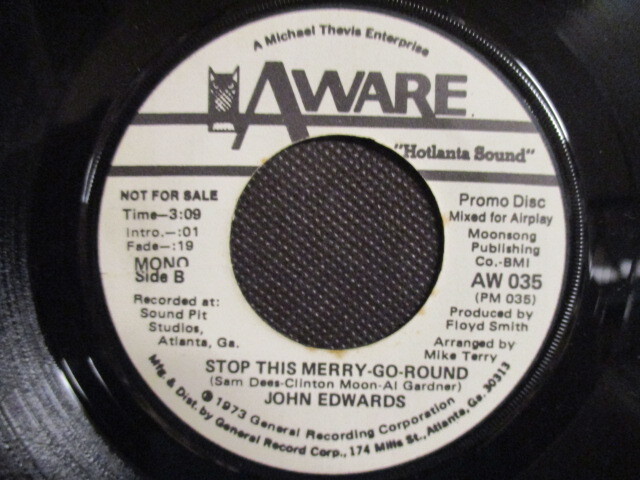 A Michael Thevis Enterprise
AWARE
"Hotlanta Sound"
NOT FOR SALE
Time—3:09
Intro.—:01
Fade—:19
MONO
Side B
Recorded at:
Sound Pit
Studios,
Atlanta, Ga.
Promo Disc
Mixed for Airplay
Moonsong
Publishing
Co.-BMI
AW 035
(PM 035)
Produced by
Floyd Smith
Arranged by
Mike Terry
STOP THIS MERRY-GO-ROUND
(Sam Dees-Clinton Moon-Al Gardner)
JOHN EDWARDS
℗ 1973 General Recording Corporation
Mfg. & Dist. by General Record Corp., 174 Mills St., Atlanta, Ga. 30313